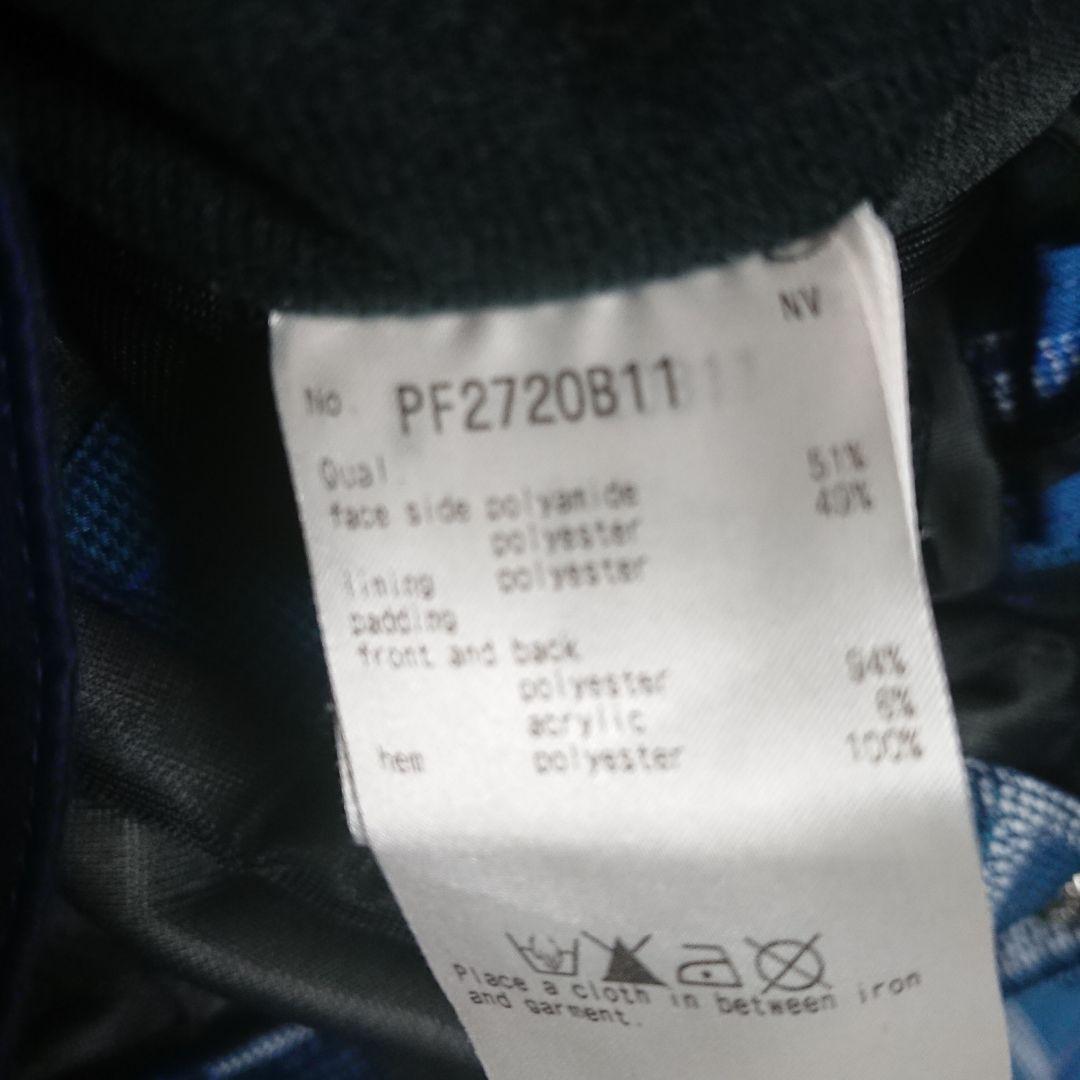 NV
No. PF2720B11
Qual.
face side polyamide 51%
polyester 49%
lining polyester
padding
front and back
polyester 94%
acrylic 6%
hem polyester 100%
Place a cloth in between iron
and garment.